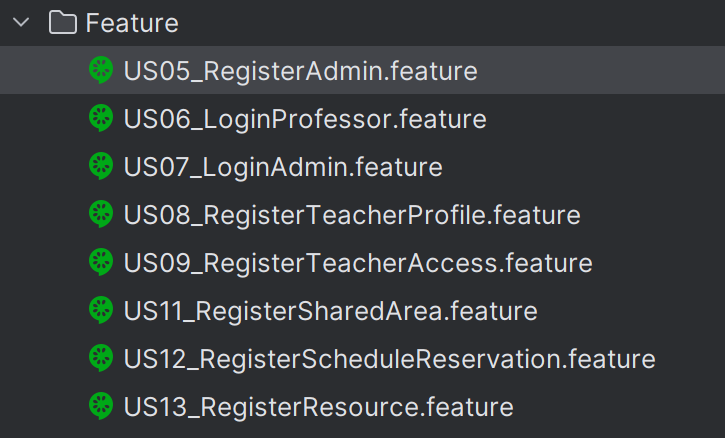 Feature
US05_RegisterAdmin.feature
US06_LoginProfessor.feature
US07_LoginAdmin.feature
US08_RegisterTeacherProfile.feature
US09_RegisterTeacherAccess.feature
US11_RegisterSharedArea.feature
US12_RegisterScheduleReservation.feature
US13_RegisterResource.feature